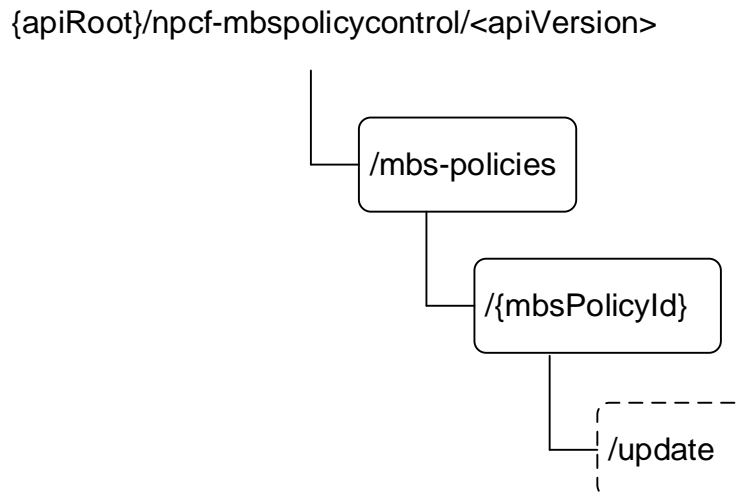 {apiRoot}/npcf-mbspolicycontrol/<apiVersion>
/mbs-policies
/{mbsPolicyId}
/update